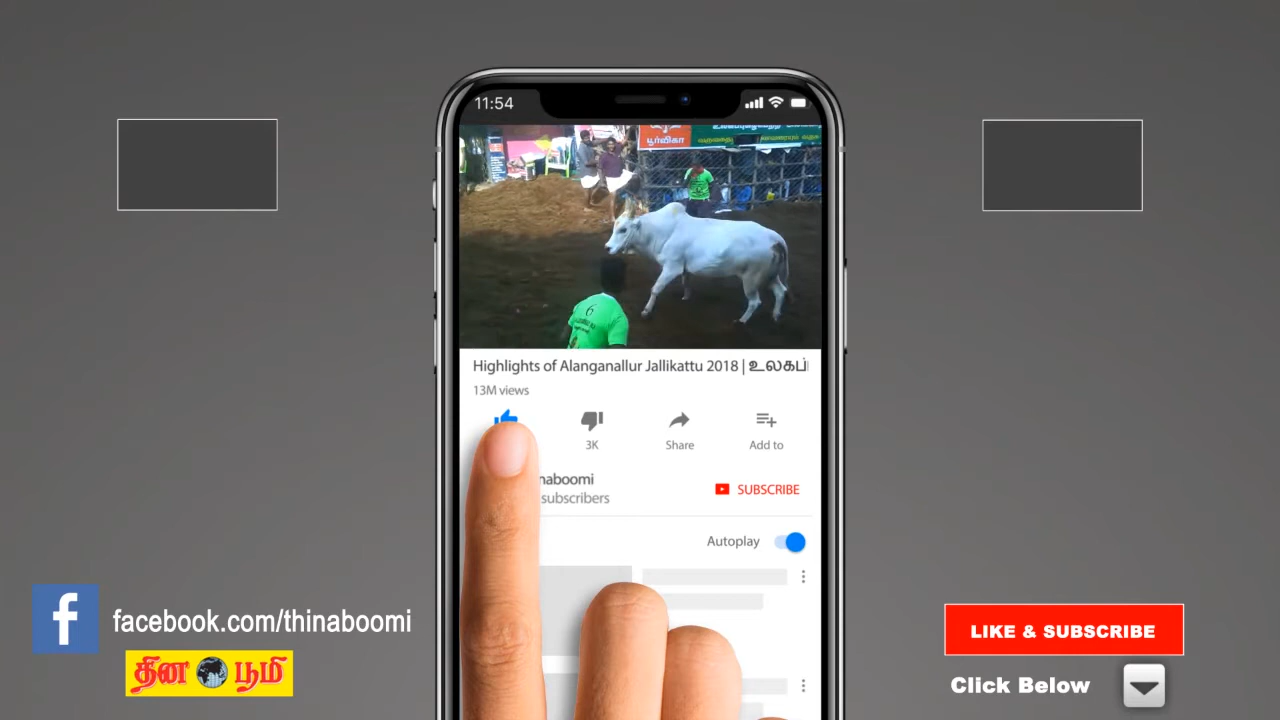 11:54
பூர்விகா
6
Highlights of Alanganallur Jallikattu 2018 | உலகப்
13M views
3K
Share
Add to
naboomi
subscribers
SUBSCRIBE
Autoplay
facebook.com/thinaboomi
தின பூமி
LIKE & SUBSCRIBE
Click Below